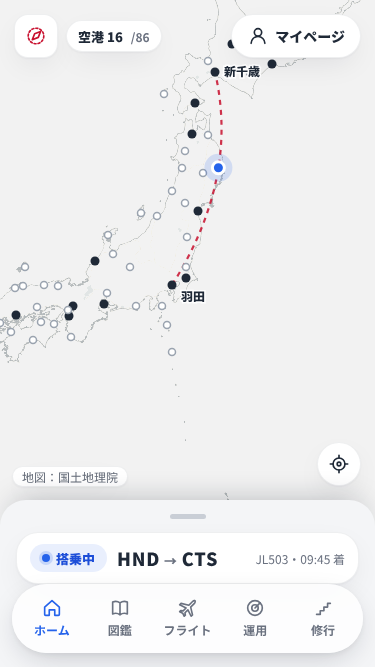 空港 16 /86
マイページ
新千歳
羽田
地図：国土地理院
搭乗中 HND → CTS JL503・09:45 着
ホーム 図鑑 フライト 運用 修行